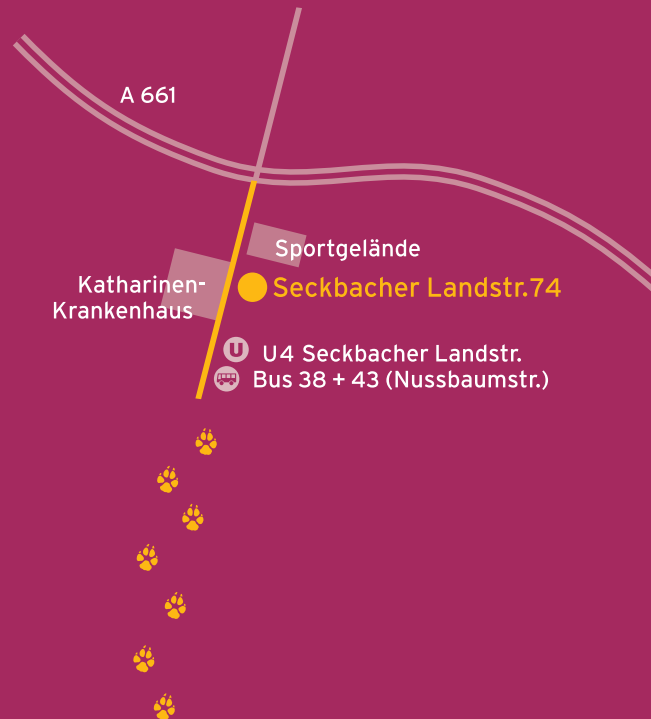 A 661
Sportgelände
Katharinen-
Krankenhaus
Seckbacher Landstr.74
U
U4 Seckbacher Landstr.
Bus 38 + 43 (Nussbaumstr.)